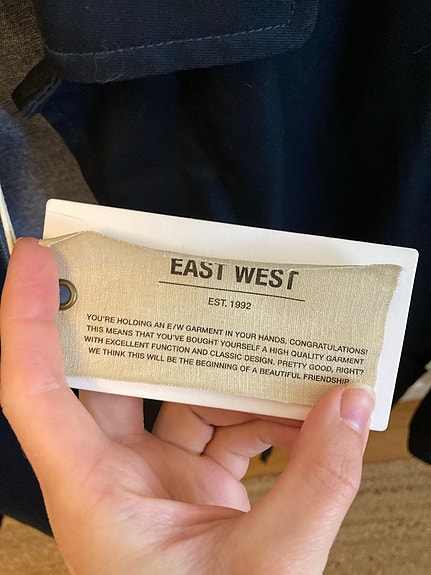 EAST WEST
EST. 1992
YOU'RE HOLDING AN E/W GARMENT IN YOUR HANDS. CONGRATULATIONS!
THIS MEANS THAT YOU'VE BOUGHT YOURSELF A HIGH QUALITY GARMENT
WITH EXCELLENT FUNCTION AND CLASSIC DESIGN. PRETTY GOOD, RIGHT?
WE THINK THIS WILL BE THE BEGINNING OF A BEAUTIFUL FRIENDSHIP